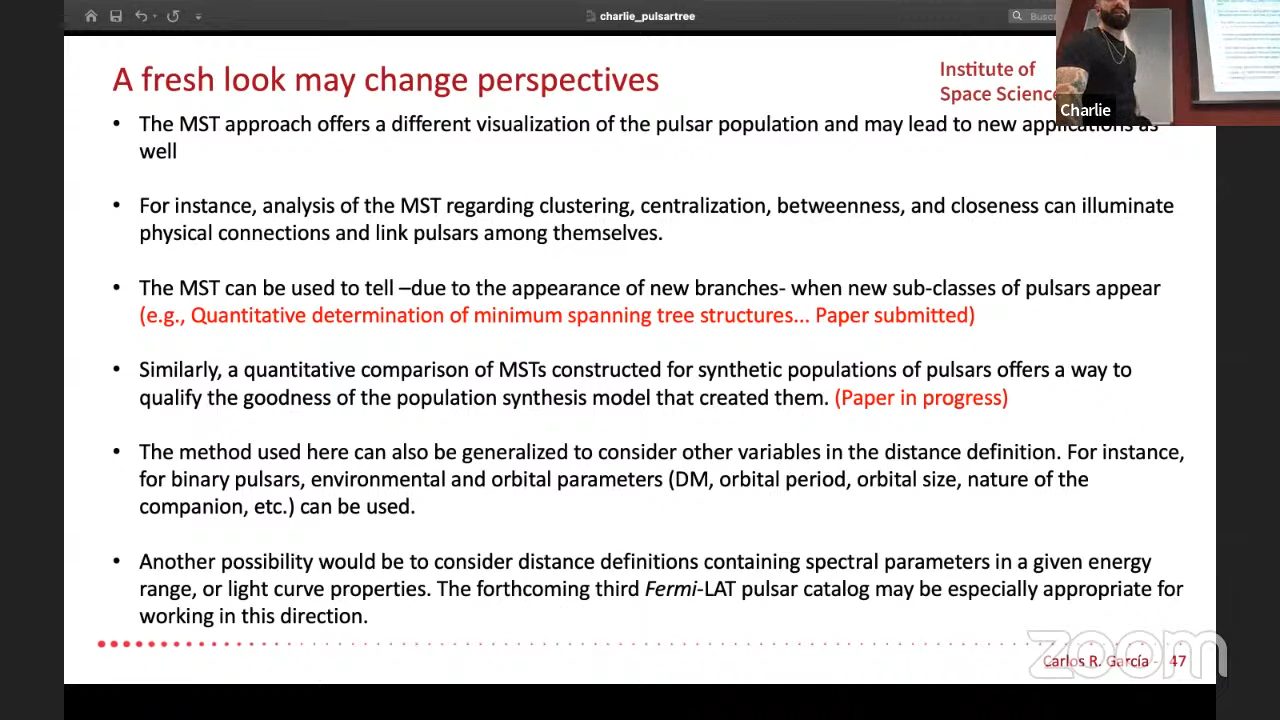 charlie_pulsartree
Busc
A fresh look may change perspectives
Institute of
Space Science
Charlie
• The MST approach offers a different visualization of the pulsar population and may lead to new applications as
well
• For instance, analysis of the MST regarding clustering, centralization, betweenness, and closeness can illuminate
physical connections and link pulsars among themselves.
• The MST can be used to tell –due to the appearance of new branches- when new sub-classes of pulsars appear
(e.g., Quantitative determination of minimum spanning tree structures... Paper submitted)
• Similarly, a quantitative comparison of MSTs constructed for synthetic populations of pulsars offers a way to
qualify the goodness of the population synthesis model that created them. (Paper in progress)
• The method used here can also be generalized to consider other variables in the distance definition. For instance,
for binary pulsars, environmental and orbital parameters (DM, orbital period, orbital size, nature of the
companion, etc.) can be used.
• Another possibility would be to consider distance definitions containing spectral parameters in a given energy
range, or light curve properties. The forthcoming third Fermi-LAT pulsar catalog may be especially appropriate for
working in this direction.
zoom
Carlos R. García - 47